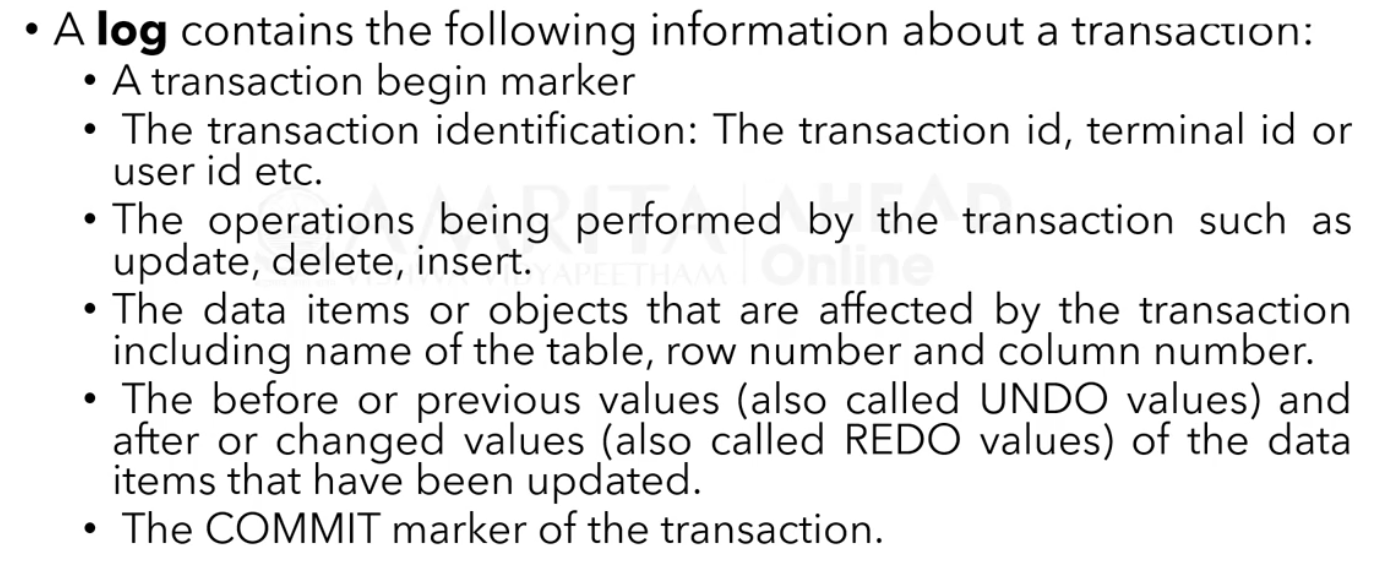 • A log contains the following information about a transaction:
• A transaction begin marker
• The transaction identification: The transaction id, terminal id or
user id etc.
• The operations being performed by the transaction such as
update, delete, insert.
• The data items or objects that are affected by the transaction
including name of the table, row number and column number.
• The before or previous values (also called UNDO values) and
after or changed values (also called REDO values) of the data
items that have been updated.
• The COMMIT marker of the transaction.
AMRITA AHEAD
VISHWA VIDYAPEETHAM Online